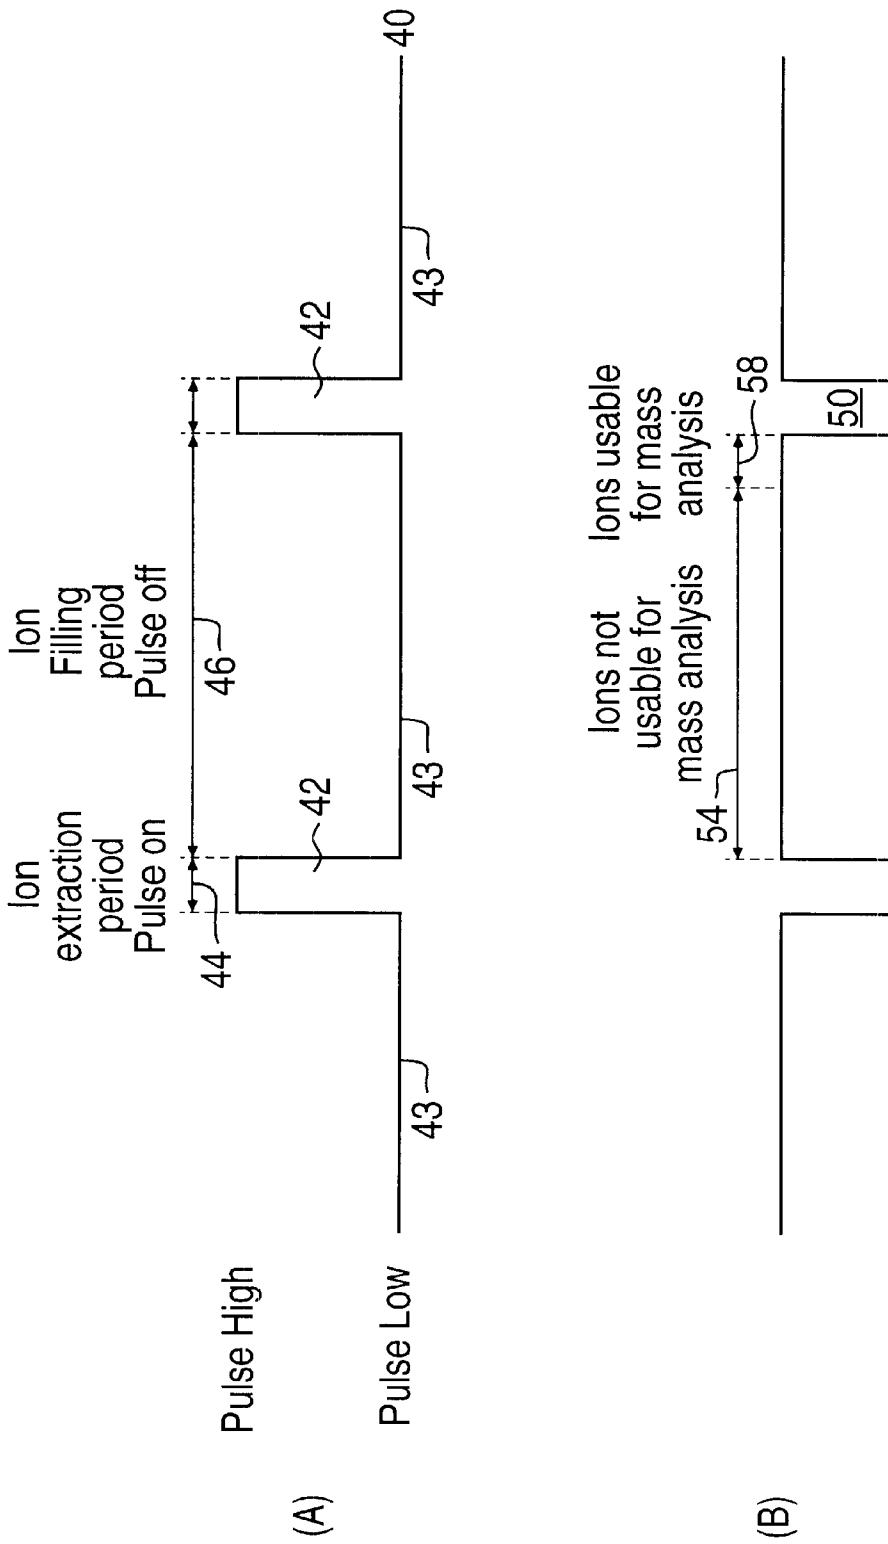 Ion
extraction
period
Pulse on
Ion
Filling
period
Pulse off
44
46
Pulse High
42
42
(A)
Pulse Low
40
43
43
43
Ions not
usable for
mass analysis
Ions usable
for mass
analysis
54
58
(B)
50